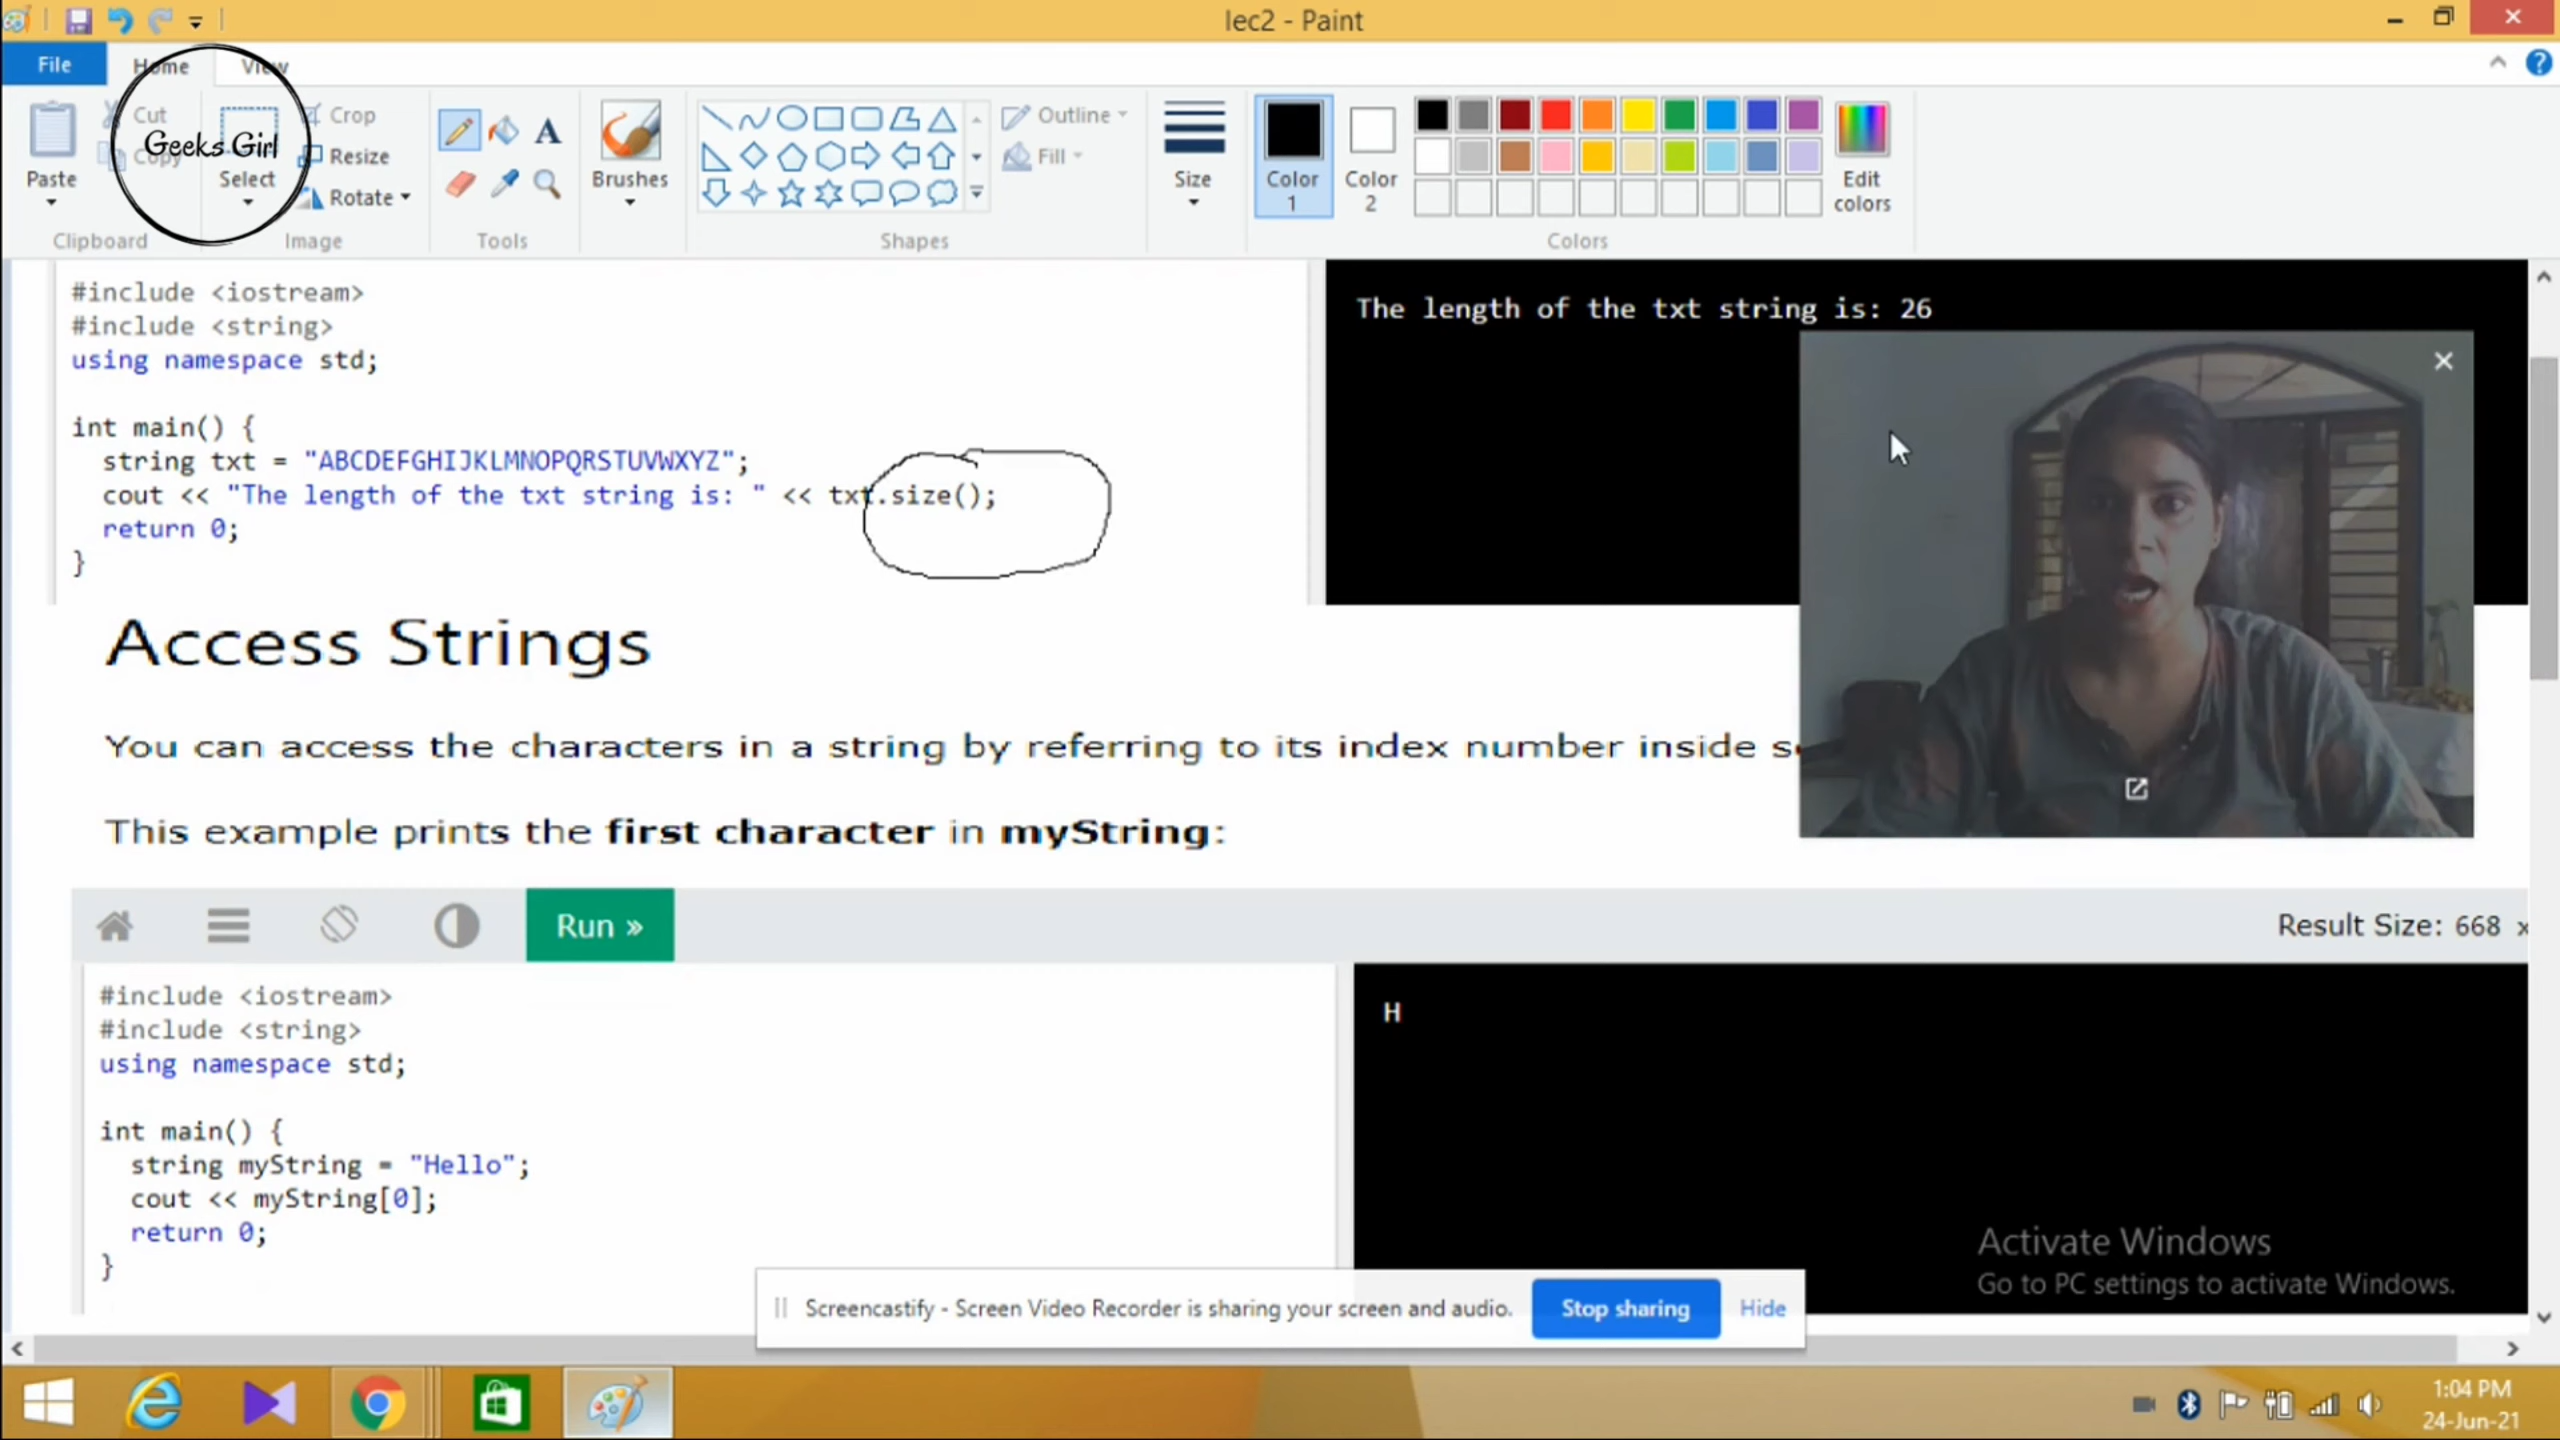 lec2 - Paint
File
Home
View
Geeks Girl
Paste
Cut
Copy
Clipboard
Select
Crop
Resize
Rotate
Image
A
Tools
Brushes
Shapes
Outline
Fill
Size
Color
1
Color
2
Edit
colors
Colors
#include <iostream>
#include <string>
using namespace std;
int main() {
string txt = "ABCDEFGHIJKLMNOPQRSTUVWXYZ";
cout << "The length of the txt string is: " << txt.size();
return 0;
}
The length of the txt string is: 26
Access Strings
You can access the characters in a string by referring to its index number inside
This example prints the first character in myString:
Run »
Result Size: 668 x
#include <iostream>
#include <string>
using namespace std;
int main() {
string myString = "Hello";
cout << myString[0];
return 0;
}
H
Activate Windows
Go to PC settings to activate Windows.
Screencastify - Screen Video Recorder is sharing your screen and audio.
Stop sharing
Hide
1:04 PM
24-Jun-21